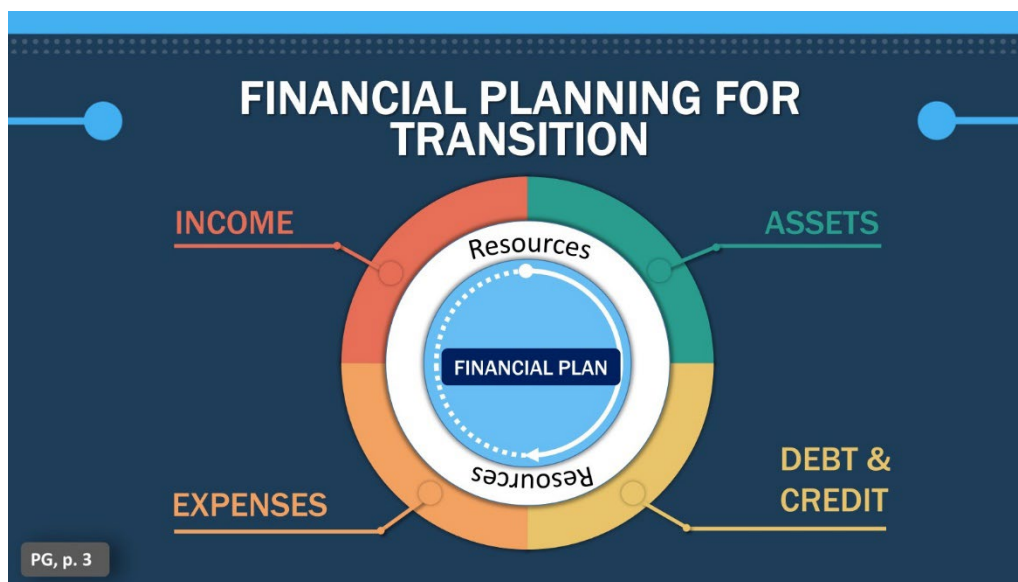 FINANCIAL PLANNING FOR
TRANSITION
INCOME
ASSETS
Resources
FINANCIAL PLAN
Resources
EXPENSES
DEBT &
CREDIT
PG, p. 3